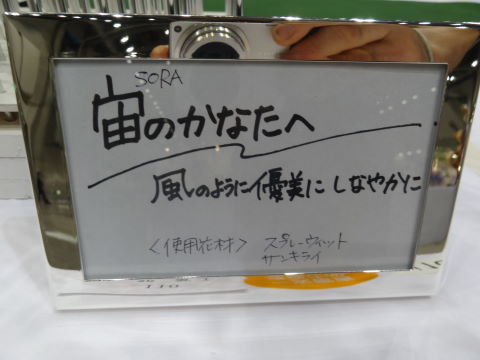 SORA
宙のかなたへ
風のように優美にしなやかに
<使用花材> スプレーウィット
サンキライ
110